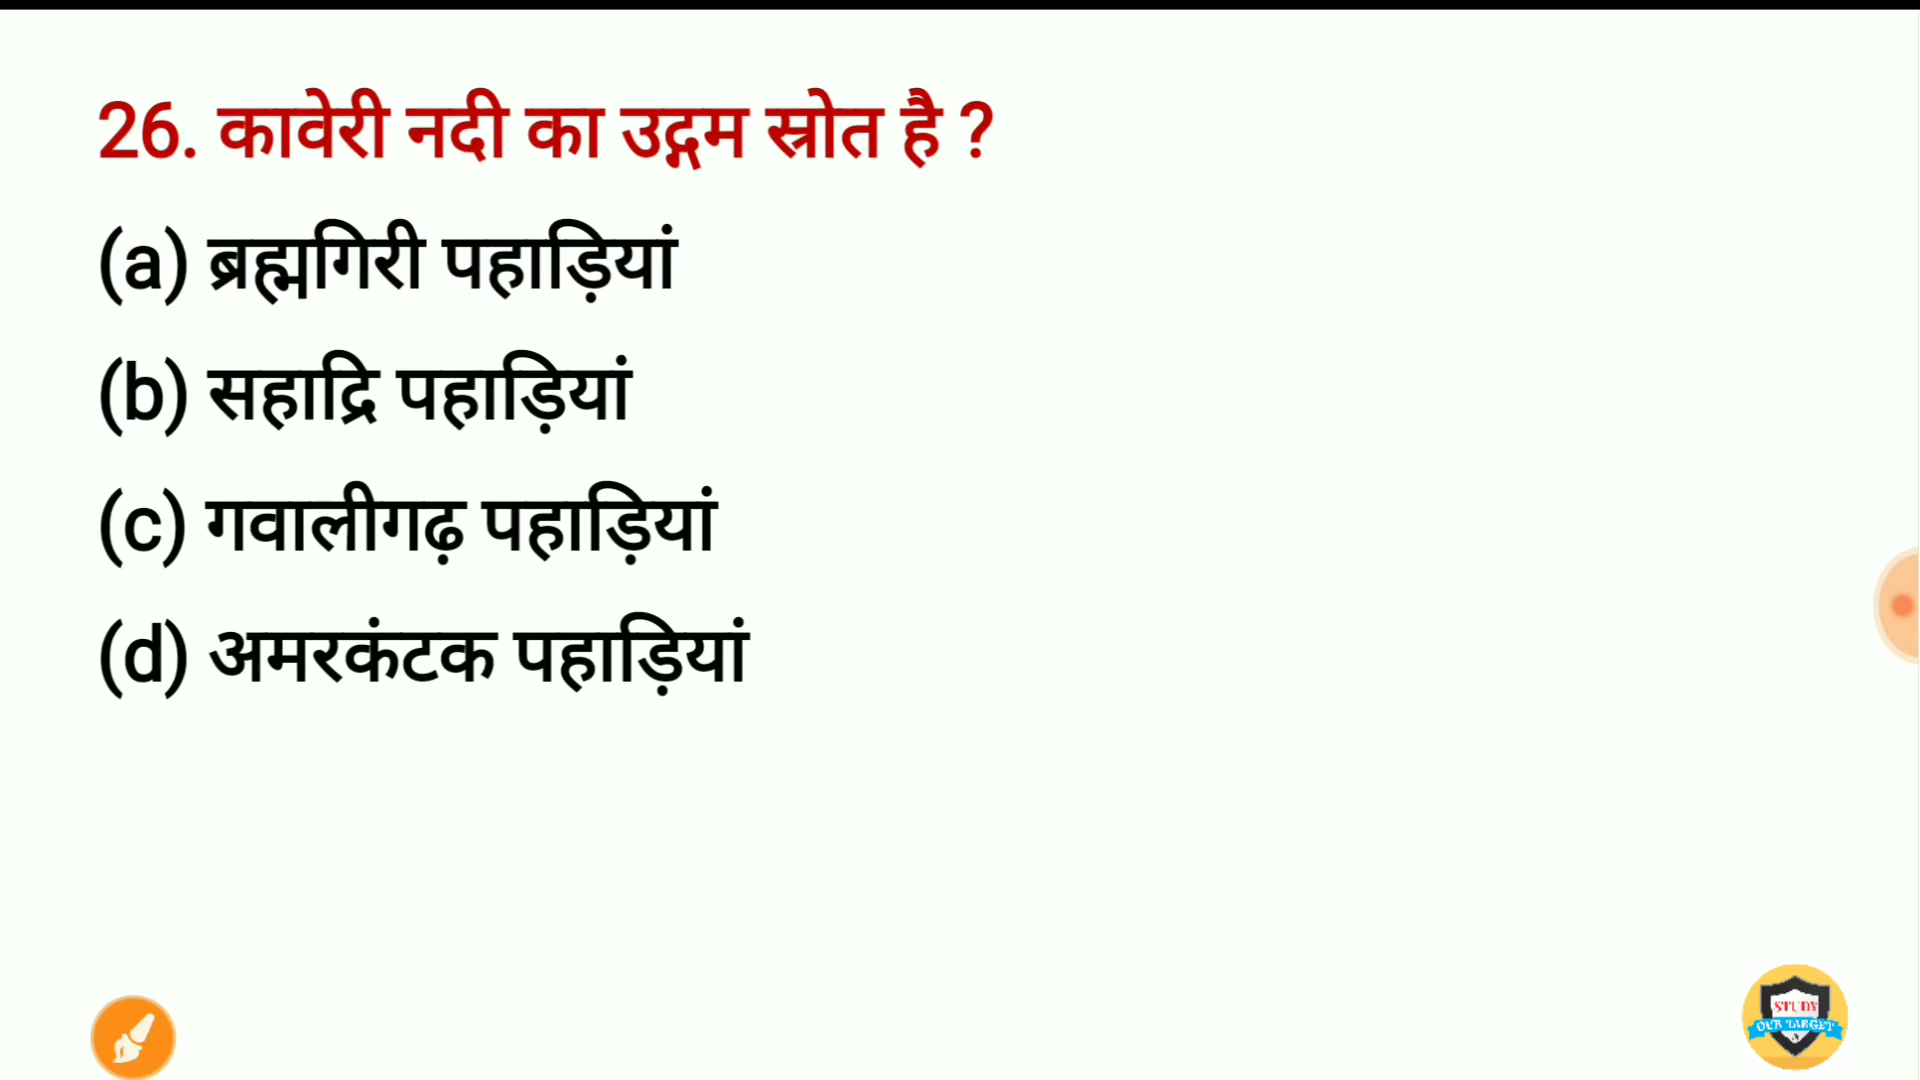 26. कावेरी नदी का उद्गम स्रोत है ?
(a) ब्रह्मगिरी पहाड़ियां
(b) सहाद्रि पहाड़ियां
(c) गवालीगढ़ पहाड़ियां
(d) अमरकंटक पहाड़ियां
STUDY
OUR TARGET